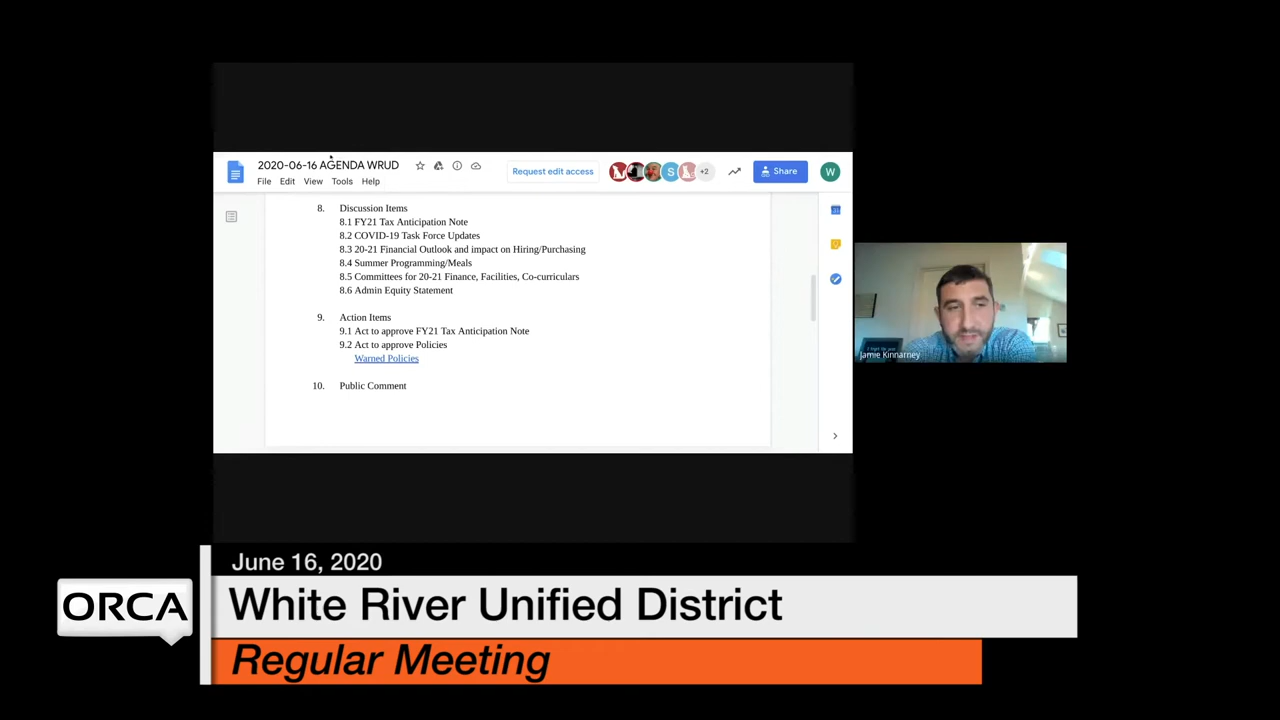 2020-06-16 AGENDA WRUD
File Edit View Tools Help
Request edit access
S
+2
Share
W
8. Discussion Items
8.1 FY21 Tax Anticipation Note
8.2 COVID-19 Task Force Updates
8.3 20-21 Financial Outlook and impact on Hiring/Purchasing
8.4 Summer Programming/Meals
8.5 Committees for 20-21 Finance, Facilities, Co-curriculars
8.6 Admin Equity Statement
9. Action Items
9.1 Act to approve FY21 Tax Anticipation Note
9.2 Act to approve Policies
Warned Policies
10. Public Comment
Jamie Kinnarney
June 16, 2020
ORCA
White River Unified District
Regular Meeting